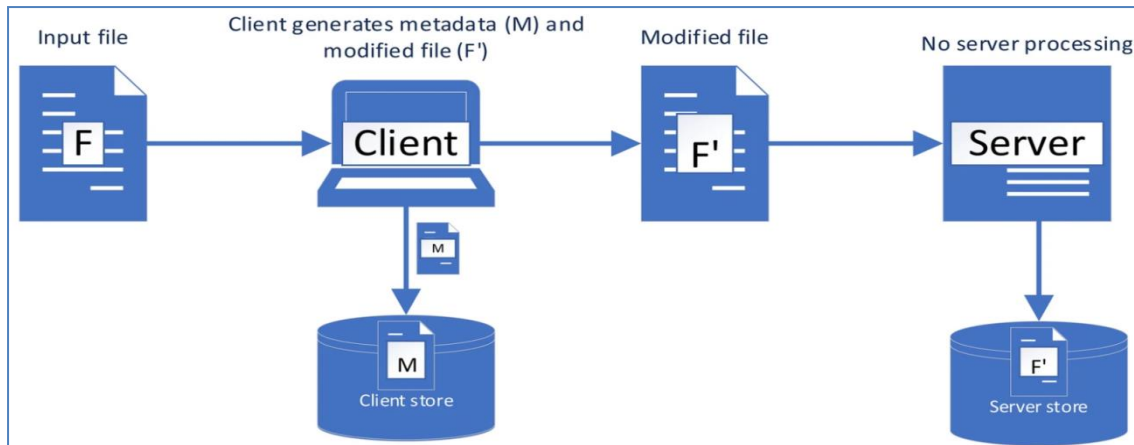 Input file
Client generates metadata (M) and
modified file (F')
Modified file
No server processing
F
Client
F'
Server
M
M
Client store
F'
Server store